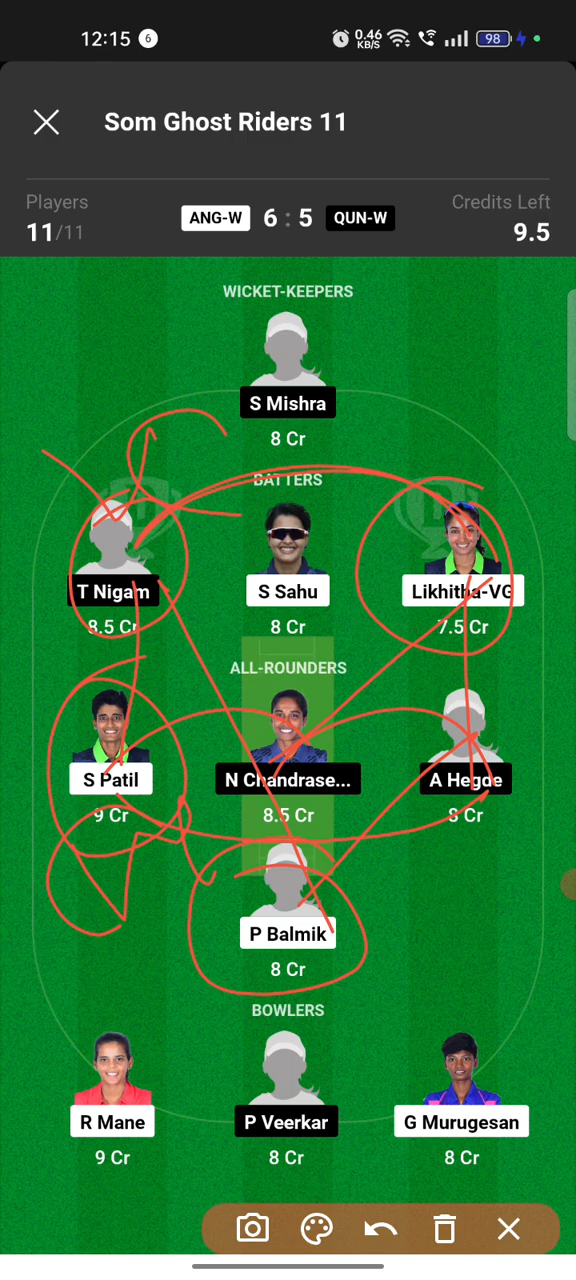 12:15 6 0.46 KB/S 98
Som Ghost Riders 11
Players Credits Left
11/11 ANG-W 6 : 5 QUN-W 9.5
WICKET-KEEPERS
S Mishra
8 Cr
BATTERS
T Nigam S Sahu Likhitha-VG
8.5 Cr 8 Cr 7.5 Cr
ALL-ROUNDERS
S Patil N Chandrase... A Hegde
9 Cr 8.5 Cr 8 Cr
P Balmik
8 Cr
BOWLERS
R Mane P Veerkar G Murugesan
9 Cr 8 Cr 8 Cr